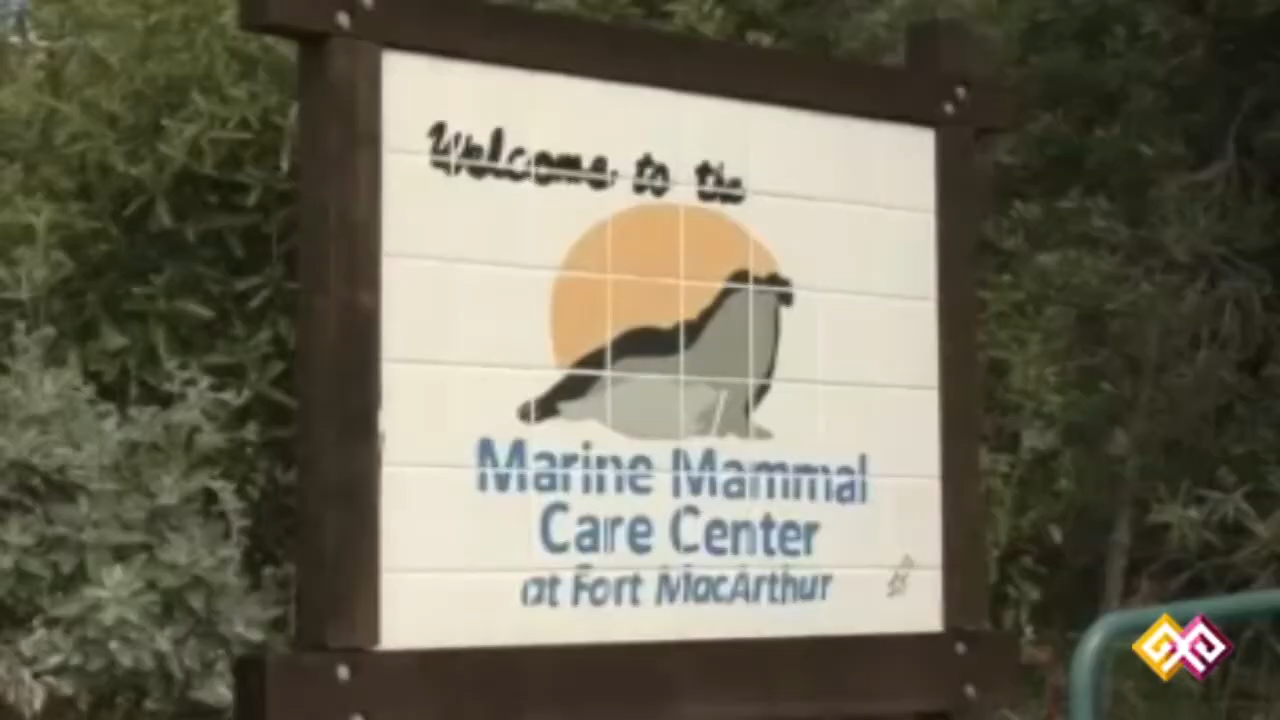 Welcome to the
Marine Mammal
Care Center
at Fort MacArthur